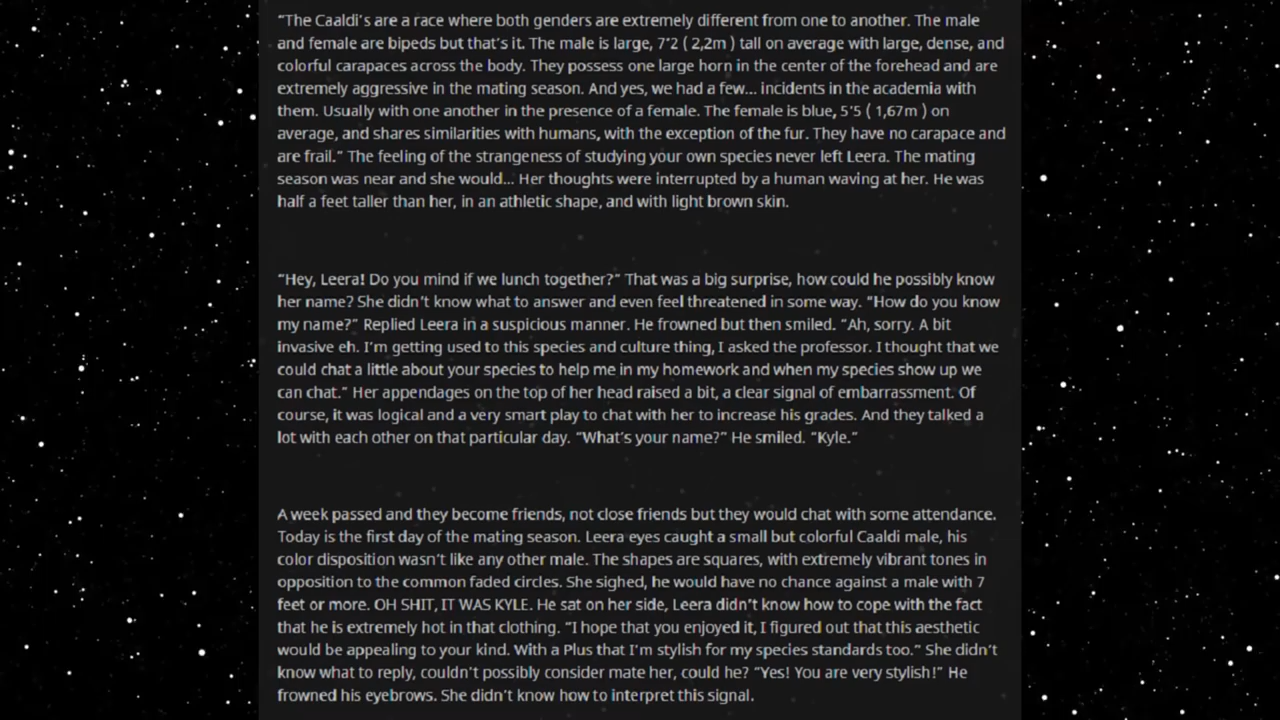 “The Caaldi’s are a race where both genders are extremely different from one to another. The male
and female are bipeds but that’s it. The male is large, 7’2 ( 2,2m ) tall on average with large, dense, and
colorful carapaces across the body. They possess one large horn in the center of the forehead and are
extremely aggressive in the mating season. And yes, we had a few... incidents in the academia with
them. Usually with one another in the presence of a female. The female is blue, 5’5 ( 1,67m ) on
average, and shares similarities with humans, with the exception of the fur. They have no carapace and
are frail.” The feeling of the strangeness of studying your own species never left Leera. The mating
season was near and she would... Her thoughts were interrupted by a human waving at her. He was
half a feet taller than her, in an athletic shape, and with light brown skin.
“Hey, Leera! Do you mind if we lunch together?” That was a big surprise, how could he possibly know
her name? She didn’t know what to answer and even feel threatened in some way. “How do you know
my name?” Replied Leera in a suspicious manner. He frowned but then smiled. “Ah, sorry. A bit
invasive eh. I’m getting used to this species and culture thing, I asked the professor. I thought that we
could chat a little about your species to help me in my homework and when my species show up we
can chat.” Her appendages on the top of her head raised a bit, a clear signal of embarrassment. Of
course, it was logical and a very smart play to chat with her to increase his grades. And they talked a
lot with each other on that particular day. “What’s your name?” He smiled. “Kyle.”
A week passed and they become friends, not close friends but they would chat with some attendance.
Today is the first day of the mating season. Leera eyes caught a small but colorful Caaldi male, his
color disposition wasn’t like any other male. The shapes are squares, with extremely vibrant tones in
opposition to the common faded circles. She sighed, he would have no chance against a male with 7
feet or more. OH SHIT, IT WAS KYLE. He sat on her side, Leera didn’t know how to cope with the fact
that he is extremely hot in that clothing. “I hope that you enjoyed it, I figured out that this aesthetic
would be appealing to your kind. With a Plus that I’m stylish for my species standards too.” She didn’t
know what to reply, couldn’t possibly consider mate her, could he? “Yes! You are very stylish!” He
frowned his eyebrows. She didn’t know how to interpret this signal.